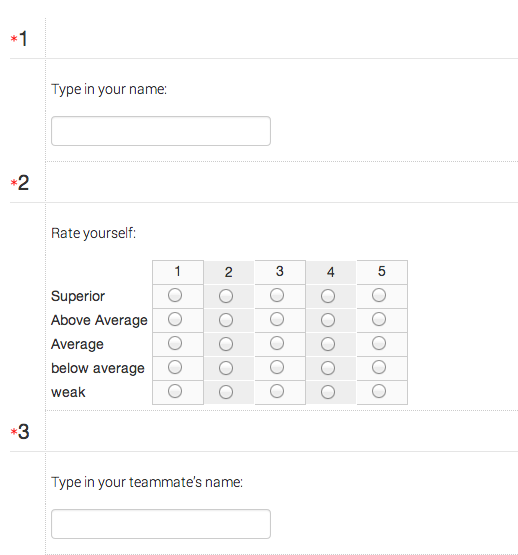 *1
Type in your name:
*2
Rate yourself:
1 2 3 4 5
Superior
Above Average
Average
below average
weak
*3
Type in your teammate's name: